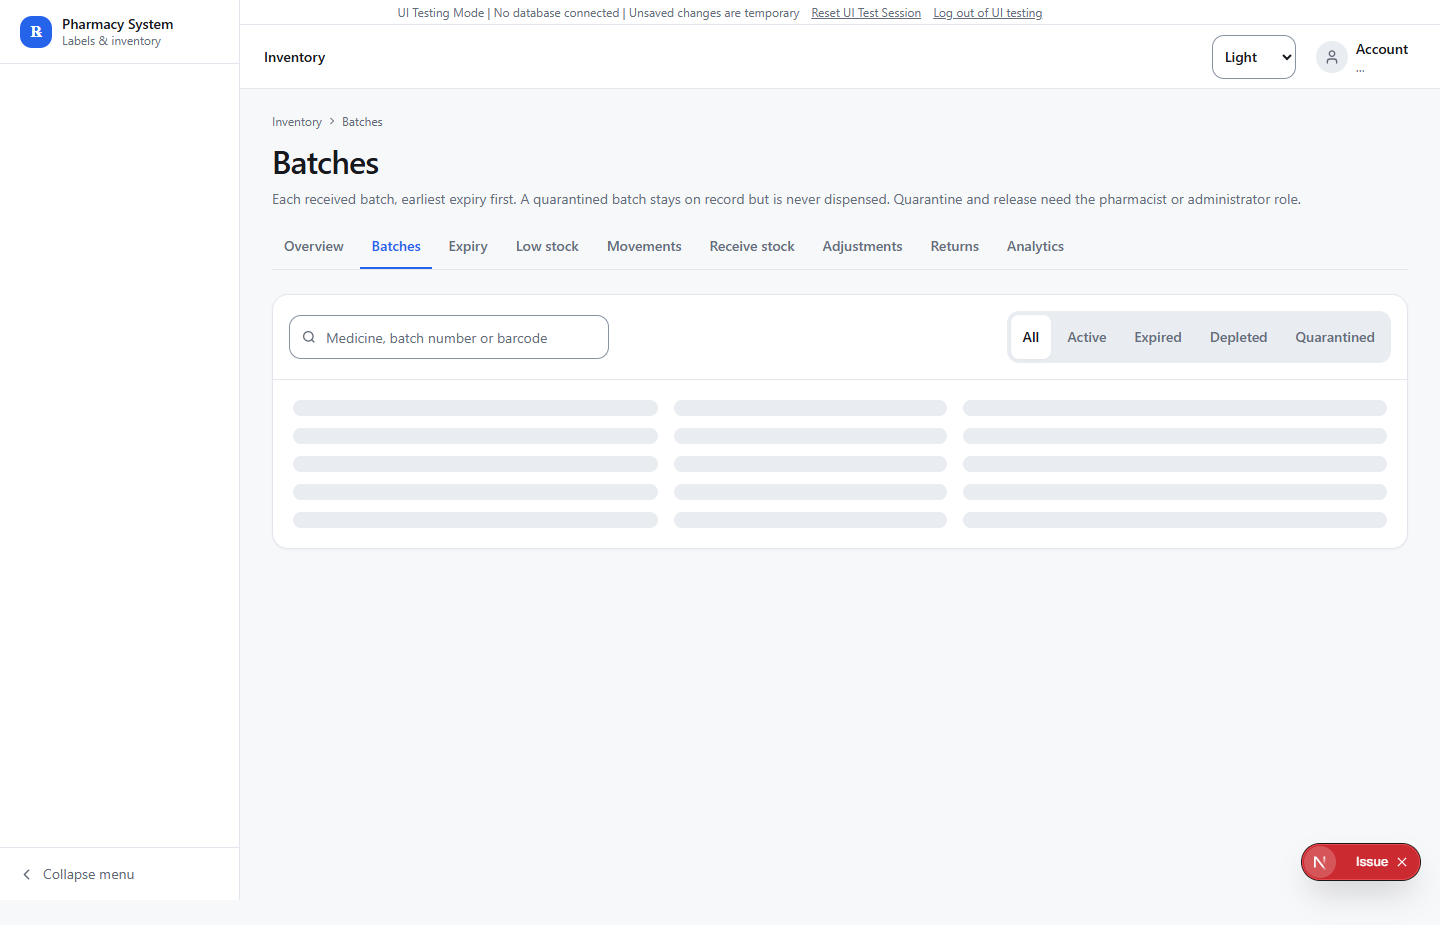 Pharmacy System
Labels & inventory
UI Testing Mode | No database connected | Unsaved changes are temporary Reset UI Test Session Log out of UI testing
Inventory
Light
Account
...
Inventory > Batches
Batches
Each received batch, earliest expiry first. A quarantined batch stays on record but is never dispensed. Quarantine and release need the pharmacist or administrator role.
Overview Batches Expiry Low stock Movements Receive stock Adjustments Returns Analytics
Medicine, batch number or barcode
All Active Expired Depleted Quarantined
Collapse menu
N Issue